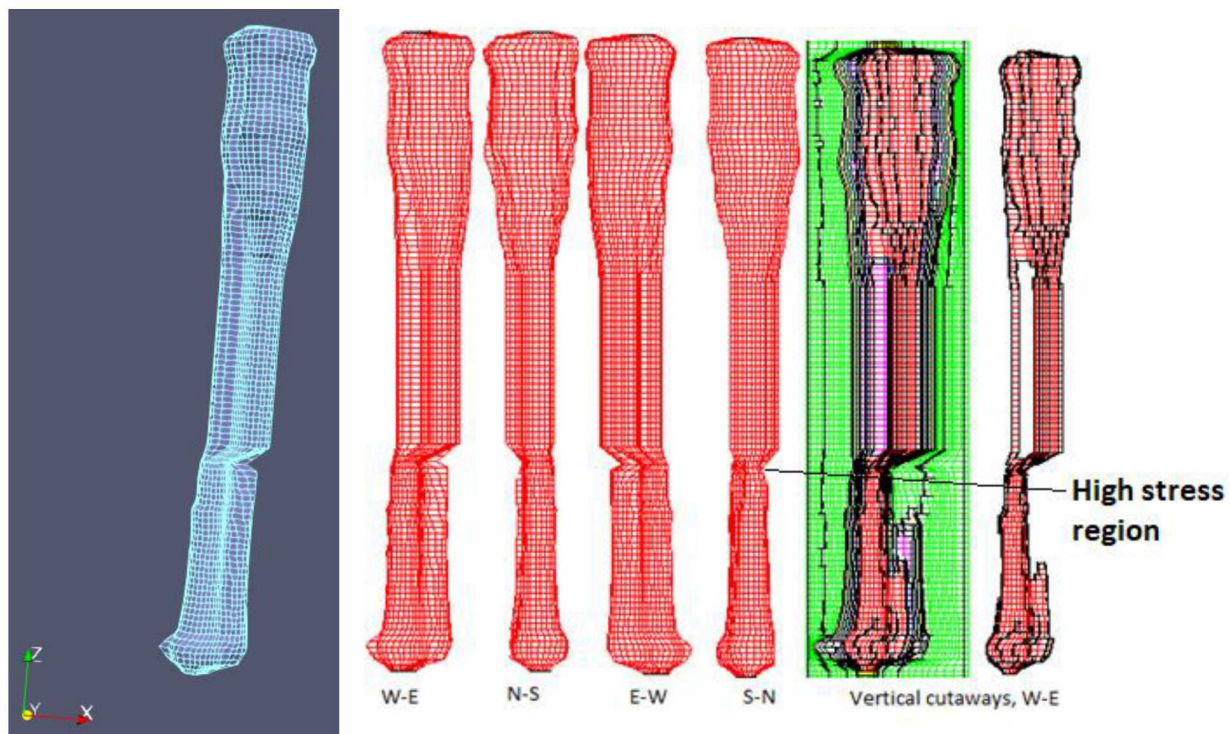 High stress
region
Z
Y
X
W-E
N-S
E-W
S-N
Vertical cutaways, W-E